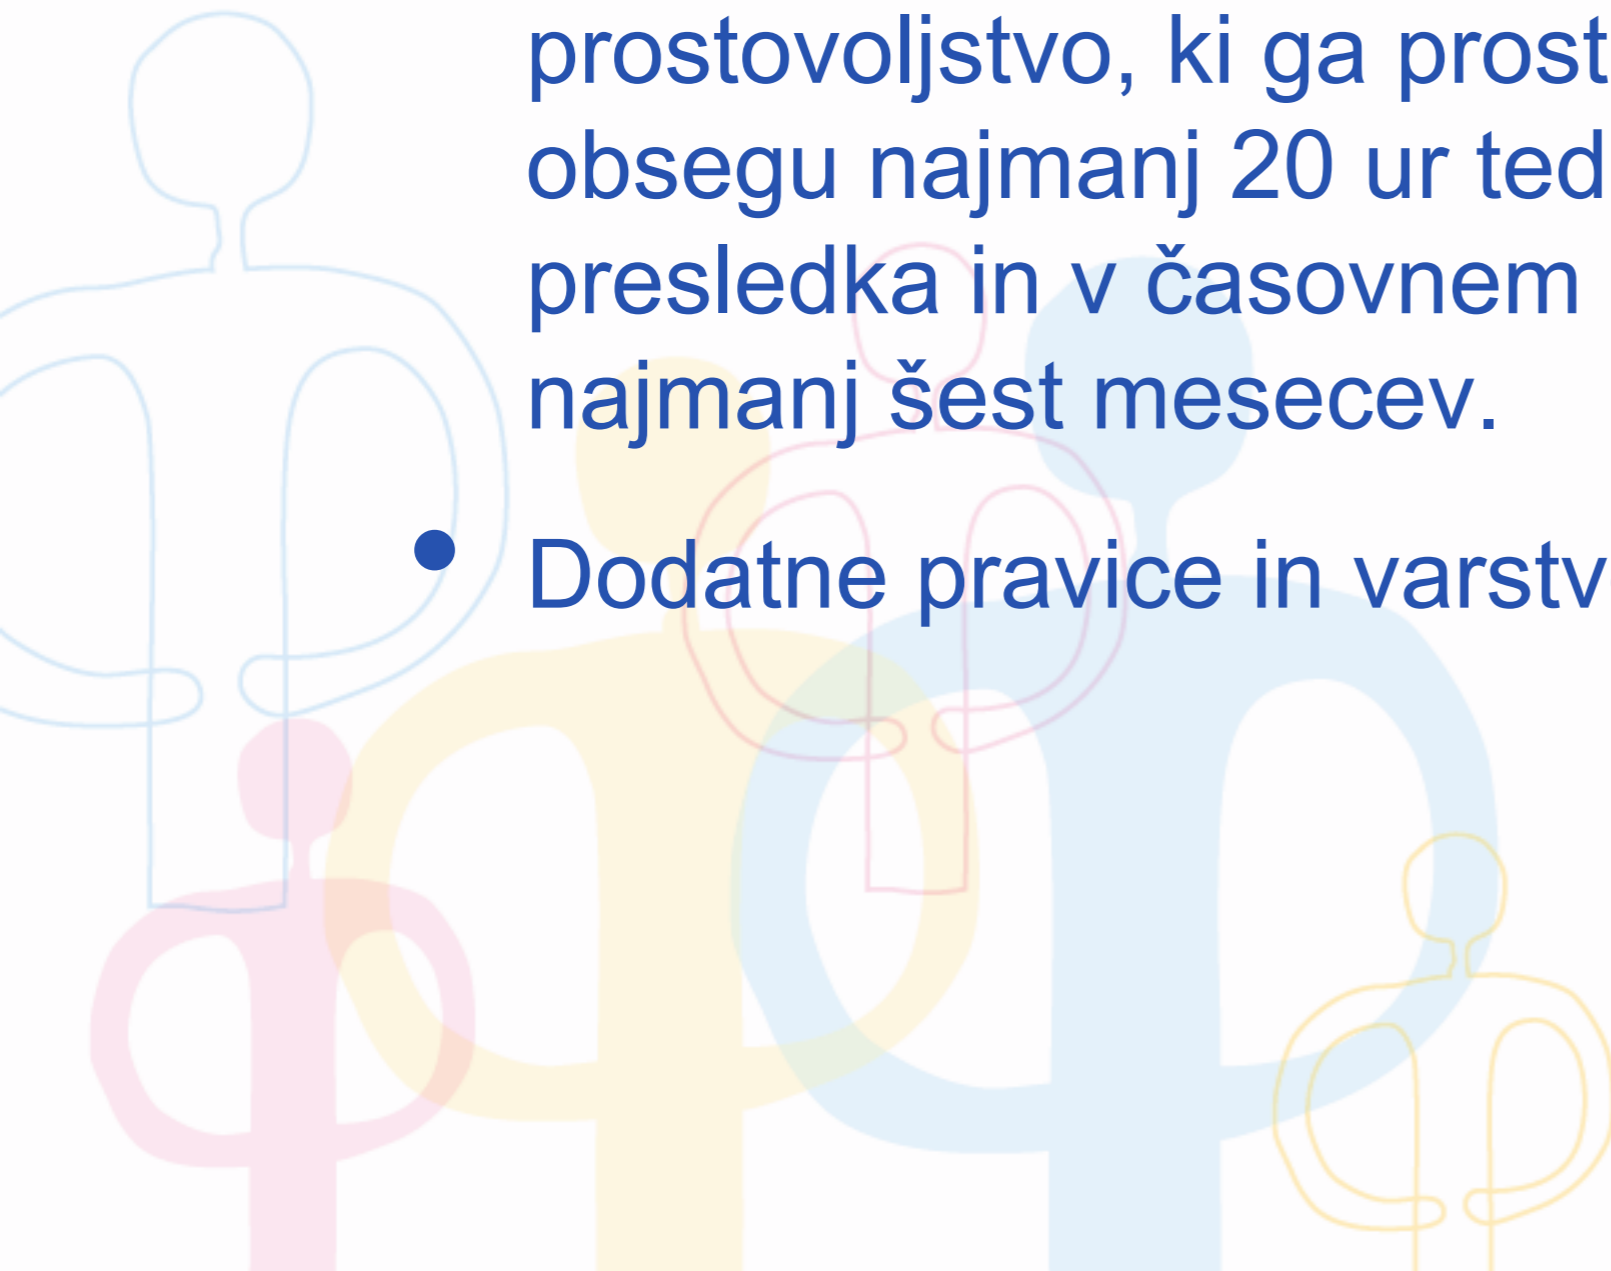 prostovoljstvo, ki ga prost
obsegu najmanj 20 ur ted
presledka in v časovnem
najmanj šest mesecev.
• Dodatne pravice in varstv